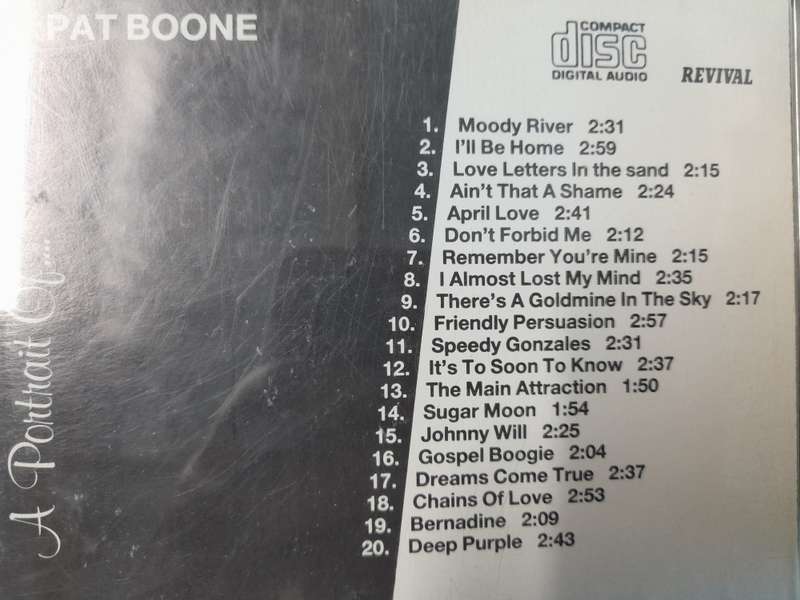 PAT BOONE
COMPACT
disc
DIGITAL AUDIO
REVIVAL
A Portrait Of....
1. Moody River 2:31
2. I'll Be Home 2:59
3. Love Letters In the sand 2:15
4. Ain't That A Shame 2:24
5. April Love 2:41
6. Don't Forbid Me 2:12
7. Remember You're Mine 2:15
8. I Almost Lost My Mind 2:35
9. There's A Goldmine In The Sky 2:17
10. Friendly Persuasion 2:57
11. Speedy Gonzales 2:31
12. It's To Soon To Know 2:37
13. The Main Attraction 1:50
14. Sugar Moon 1:54
15. Johnny Will 2:25
16. Gospel Boogie 2:04
17. Dreams Come True 2:37
18. Chains Of Love 2:53
19. Bernadine 2:09
20. Deep Purple 2:43